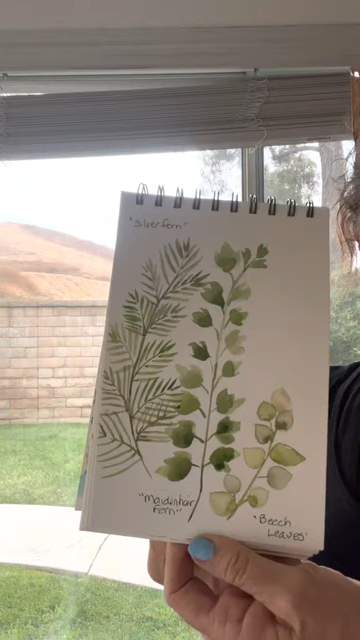 "Silver fern"
"maidenhair
Fern"
"Beech
Leaves'